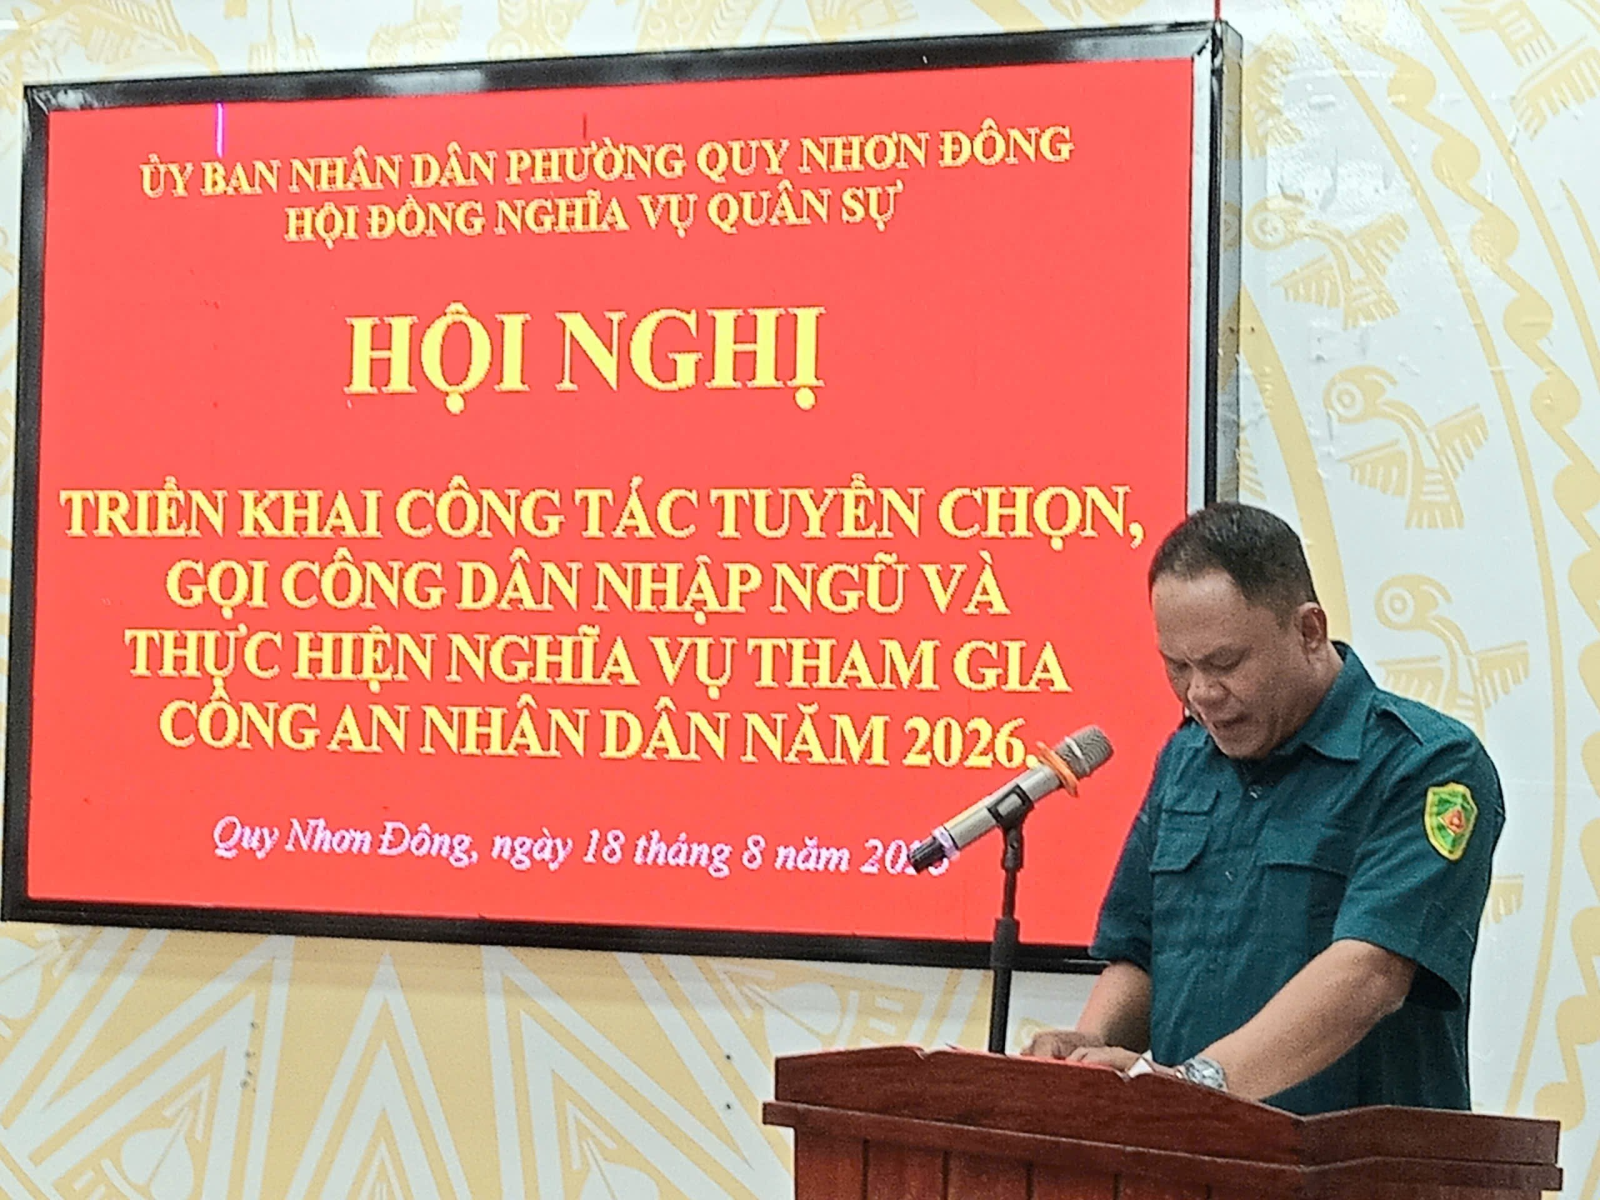 ỦY BAN NHÂN DÂN PHƯỜNG QUY NHƠN ĐÔNG
HỘI ĐỒNG NGHĨA VỤ QUÂN SỰ
HỘI NGHỊ
TRIỂN KHAI CÔNG TÁC TUYỂN CHỌN,
GỌI CÔNG DÂN NHẬP NGŨ VÀ
THỰC HIỆN NGHĨA VỤ THAM GIA
CÔNG AN NHÂN DÂN NĂM 2026.
Quy Nhơn Đông, ngày 18 tháng 8 năm